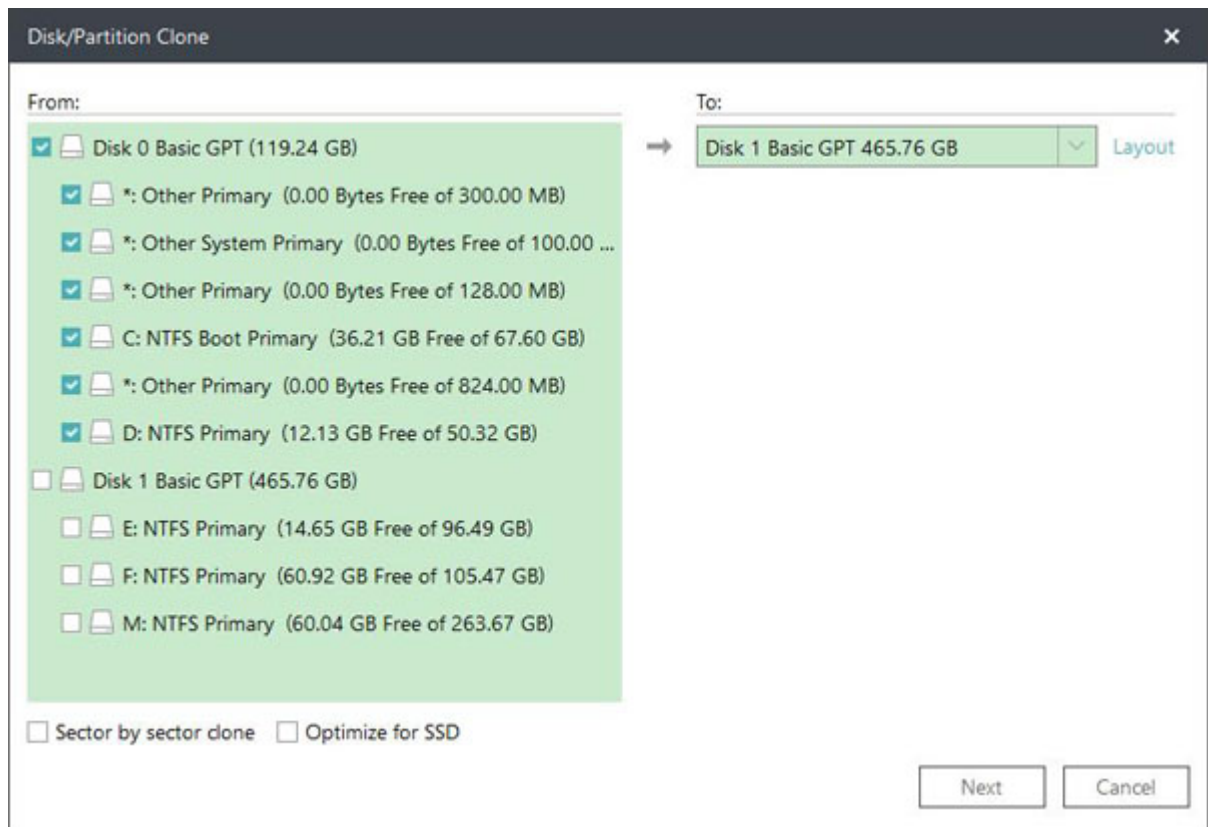 Disk/Partition Clone
From:
To:
Disk 0 Basic GPT (119.24 GB)
Disk 1 Basic GPT 465.76 GB
Layout
*: Other Primary (0.00 Bytes Free of 300.00 MB)
*: Other System Primary (0.00 Bytes Free of 100.00 ...
*: Other Primary (0.00 Bytes Free of 128.00 MB)
C: NTFS Boot Primary (36.21 GB Free of 67.60 GB)
*: Other Primary (0.00 Bytes Free of 824.00 MB)
D: NTFS Primary (12.13 GB Free of 50.32 GB)
Disk 1 Basic GPT (465.76 GB)
E: NTFS Primary (14.65 GB Free of 96.49 GB)
F: NTFS Primary (60.92 GB Free of 105.47 GB)
M: NTFS Primary (60.04 GB Free of 263.67 GB)
Sector by sector clone
Optimize for SSD
Next
Cancel